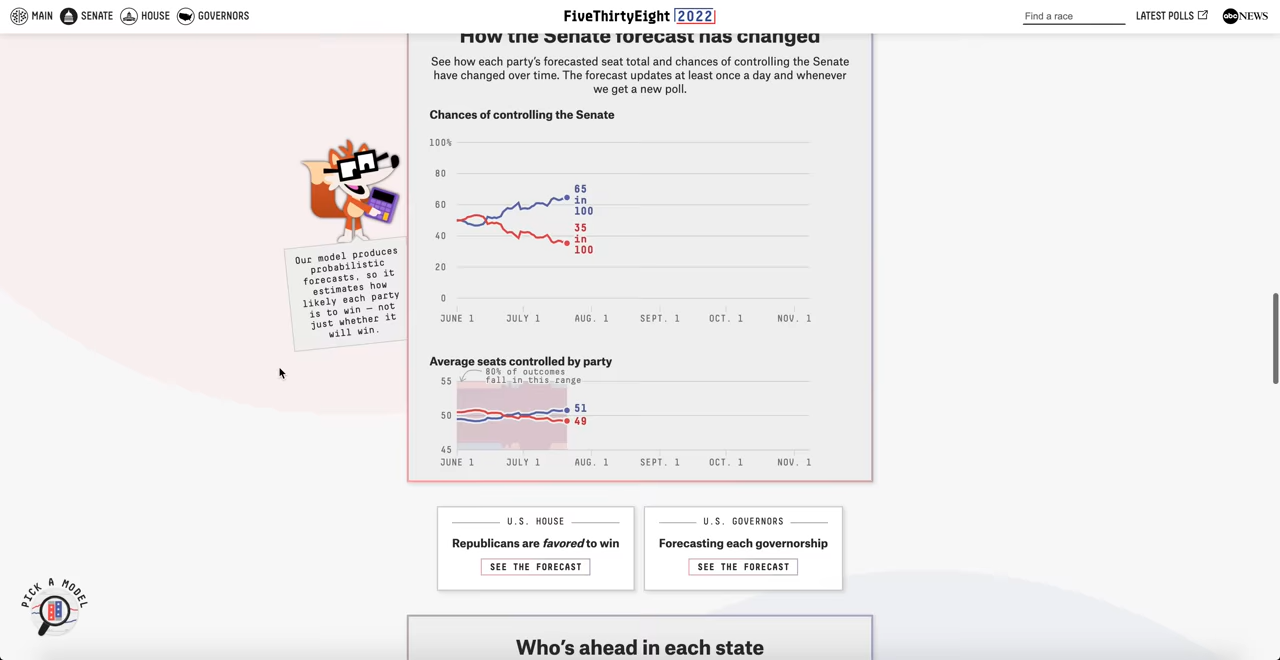 MAIN SENATE HOUSE GOVERNORS
FiveThirtyEight 2022
Find a race
LATEST POLLS
abc NEWS
How the Senate forecast has changed
See how each party's forecasted seat total and chances of controlling the Senate
have changed over time. The forecast updates at least once a day and whenever
we get a new poll.
Chances of controlling the Senate
100%
80
60
40
20
0
65
in
100
35
in
100
JUNE 1 JULY 1 AUG. 1 SEPT. 1 OCT. 1 NOV. 1
Our model produces
probabilistic
forecasts, so it
estimates how
likely each party
is to win — not
just whether it
will win.
Average seats controlled by party
80% of outcomes
fall in this range
55
50
45
51
49
JUNE 1 JULY 1 AUG. 1 SEPT. 1 OCT. 1 NOV. 1
U.S. HOUSE
Republicans are favored to win
SEE THE FORECAST
U.S. GOVERNORS
Forecasting each governorship
SEE THE FORECAST
PICK A MODEL
Who's ahead in each state